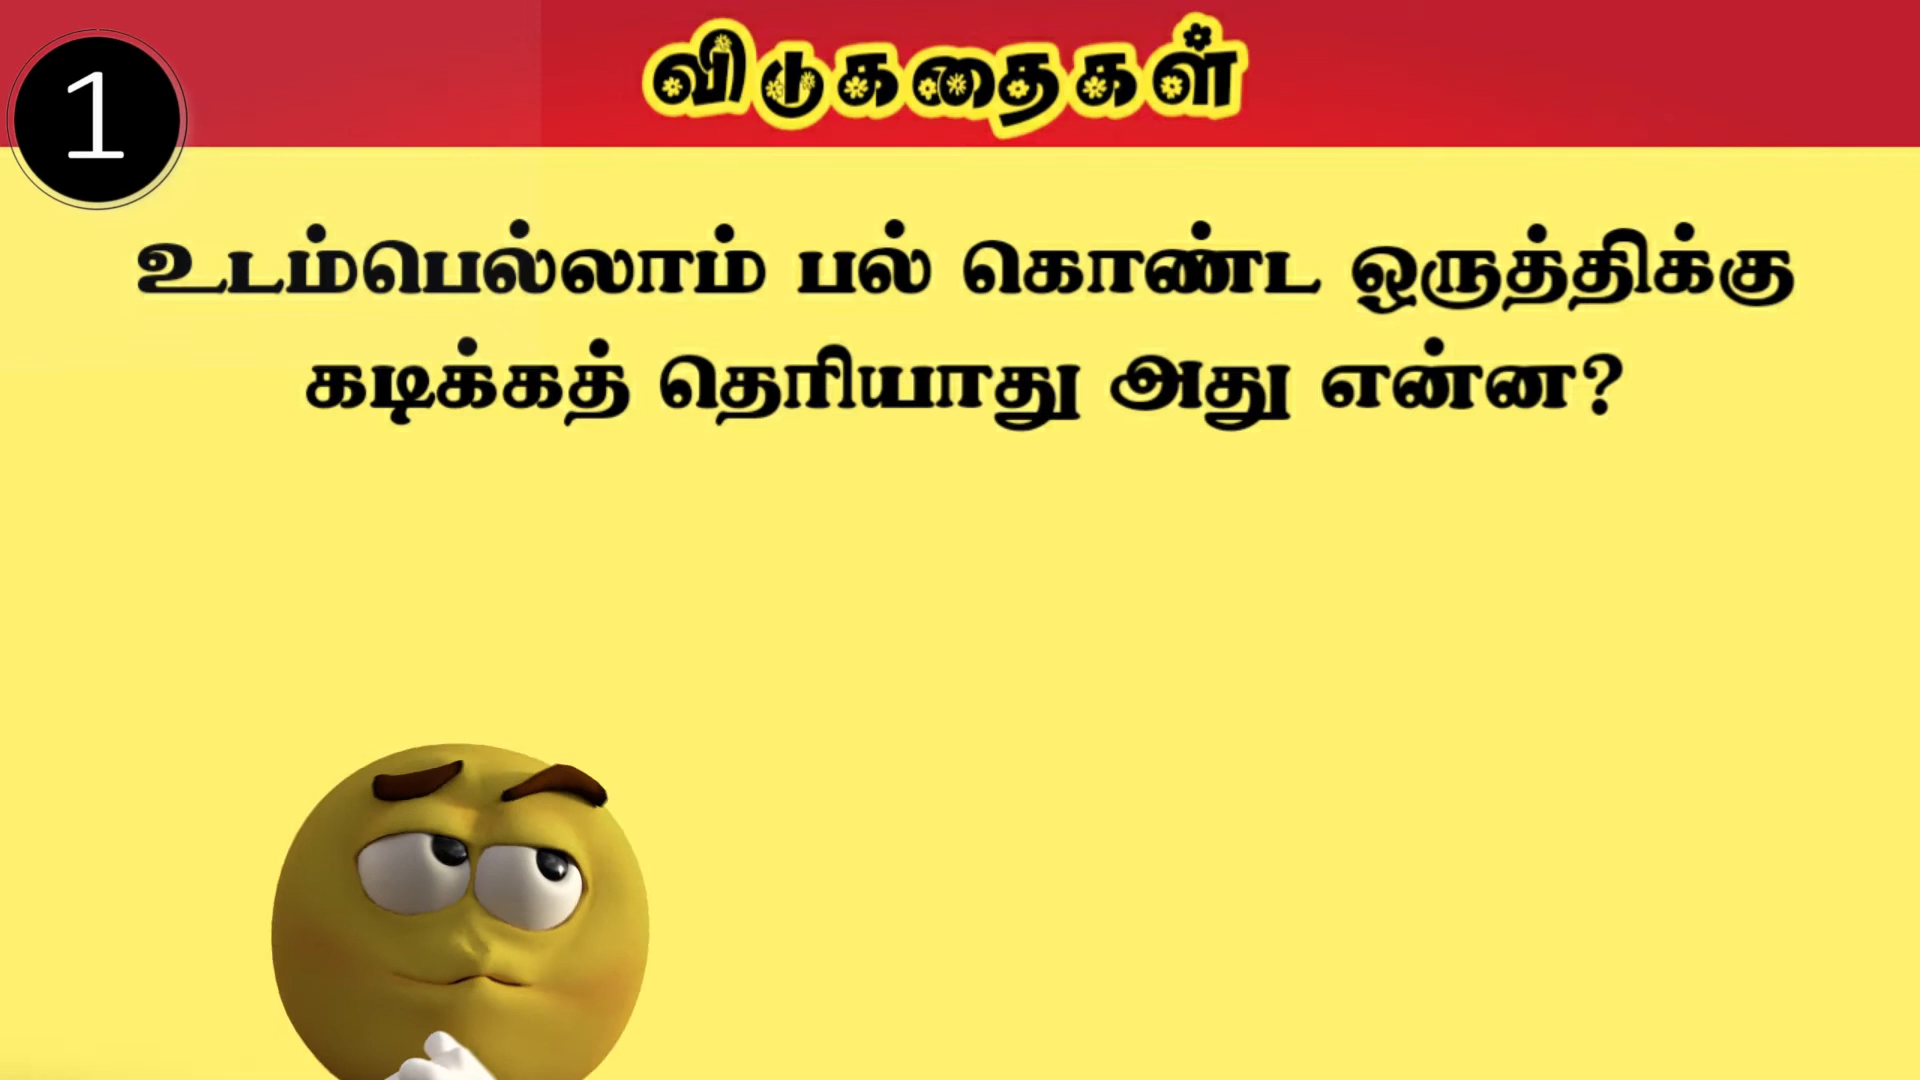 1
விடுகதைகள்
உடம்பெல்லாம் பல் கொண்ட ஒருத்திக்கு
கடிக்கத் தெரியாது அது என்ன?